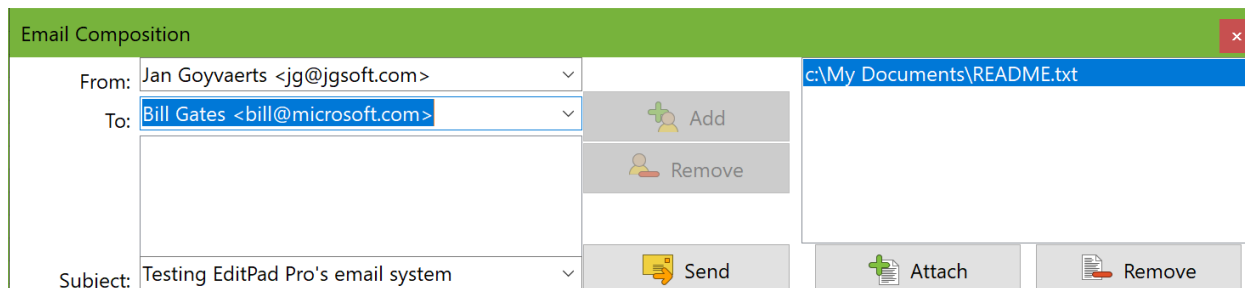 Email Composition
×
From: Jan Goyvaerts <jg@jgsoft.com>
To: Bill Gates <bill@microsoft.com>
Add
Remove
Subject: Testing EditPad Pro's email system
Send
c:\My Documents\README.txt
Attach
Remove